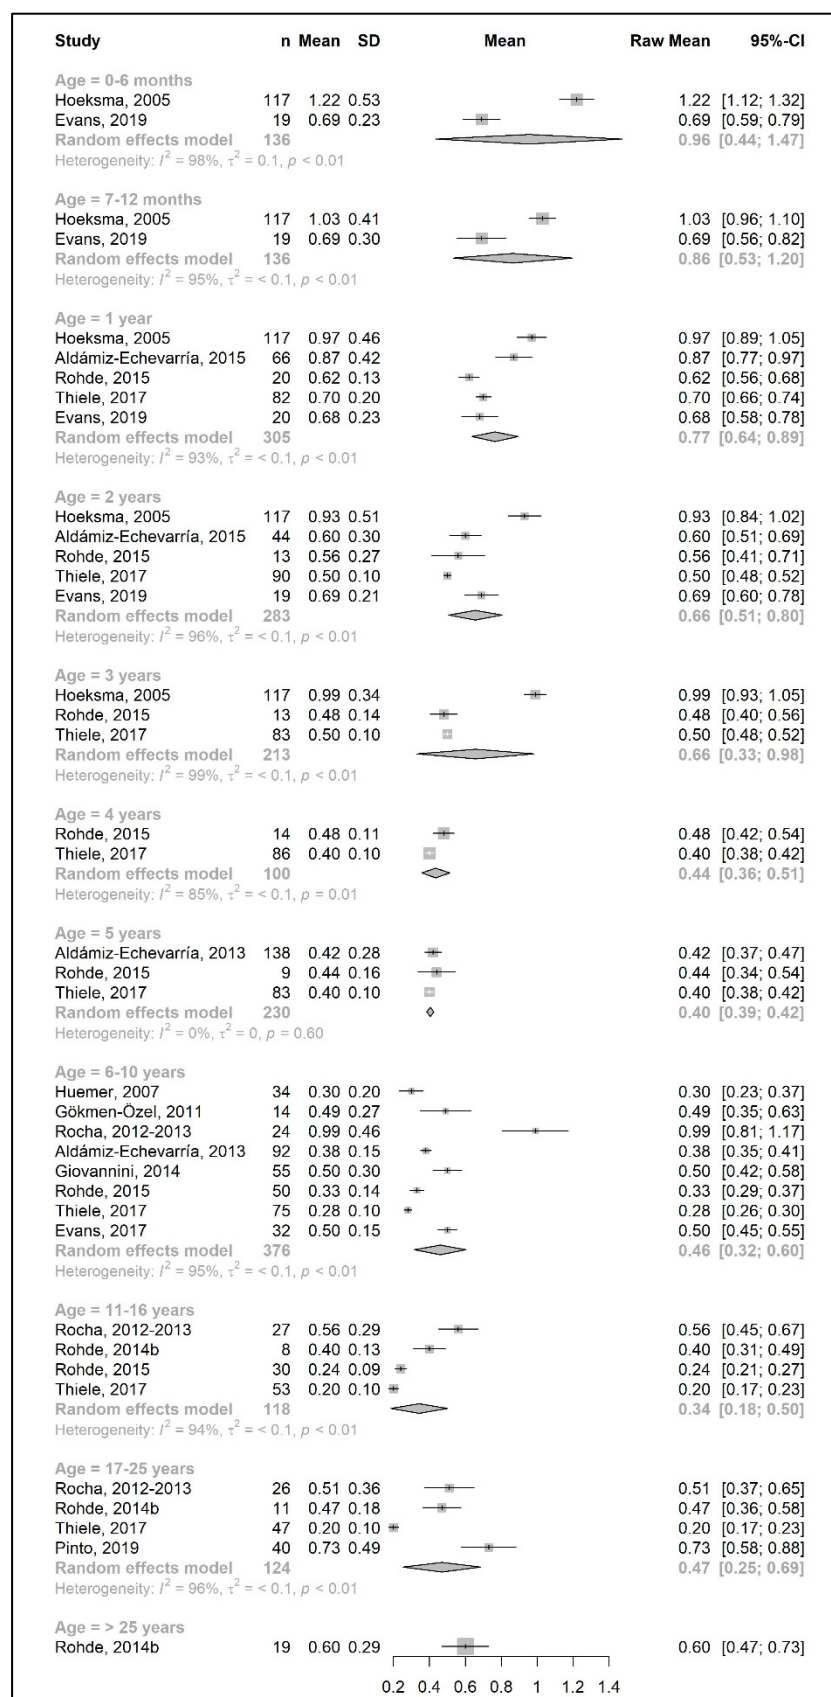 Study n Mean SD Mean Raw Mean 95%-CI
Age = 0-6 months
Hoeksma, 2005 117 1.22 0.53 1.22 [1.12; 1.32]
Evans, 2019 19 0.69 0.23 0.69 [0.59; 0.79]
Random effects model 136 0.96 [0.44; 1.47]
Heterogeneity: I² = 98%, τ² = 0.1, p < 0.01
Age = 7-12 months
Hoeksma, 2005 117 1.03 0.41 1.03 [0.96; 1.10]
Evans, 2019 19 0.69 0.30 0.69 [0.56; 0.82]
Random effects model 136 0.86 [0.53; 1.20]
Heterogeneity: I² = 95%, τ² = < 0.1, p < 0.01
Age = 1 year
Hoeksma, 2005 117 0.97 0.46 0.97 [0.89; 1.05]
Aldámiz-Echevarría, 2015 66 0.87 0.42 0.87 [0.77; 0.97]
Rohde, 2015 20 0.62 0.13 0.62 [0.56; 0.68]
Thiele, 2017 82 0.70 0.20 0.70 [0.66; 0.74]
Evans, 2019 20 0.68 0.23 0.68 [0.58; 0.78]
Random effects model 305 0.77 [0.64; 0.89]
Heterogeneity: I² = 93%, τ² = < 0.1, p < 0.01
Age = 2 years
Hoeksma, 2005 117 0.93 0.51 0.93 [0.84; 1.02]
Aldámiz-Echevarría, 2015 44 0.60 0.30 0.60 [0.51; 0.69]
Rohde, 2015 13 0.56 0.27 0.56 [0.41; 0.71]
Thiele, 2017 90 0.50 0.10 0.50 [0.48; 0.52]
Evans, 2019 19 0.69 0.21 0.69 [0.60; 0.78]
Random effects model 283 0.66 [0.51; 0.80]
Heterogeneity: I² = 96%, τ² = < 0.1, p < 0.01
Age = 3 years
Hoeksma, 2005 117 0.99 0.34 0.99 [0.93; 1.05]
Rohde, 2015 13 0.48 0.14 0.48 [0.40; 0.56]
Thiele, 2017 83 0.50 0.10 0.50 [0.48; 0.52]
Random effects model 213 0.66 [0.33; 0.98]
Heterogeneity: I² = 99%, τ² = < 0.1, p < 0.01
Age = 4 years
Rohde, 2015 14 0.48 0.11 0.48 [0.42; 0.54]
Thiele, 2017 86 0.40 0.10 0.40 [0.38; 0.42]
Random effects model 100 0.44 [0.36; 0.51]
Heterogeneity: I² = 85%, τ² = < 0.1, p = 0.01
Age = 5 years
Aldámiz-Echevarría, 2013 138 0.42 0.28 0.42 [0.37; 0.47]
Rohde, 2015 9 0.44 0.16 0.44 [0.34; 0.54]
Thiele, 2017 83 0.40 0.10 0.40 [0.38; 0.42]
Random effects model 230 0.40 [0.39; 0.42]
Heterogeneity: I² = 0%, τ² = 0, p = 0.60
Age = 6-10 years
Huemer, 2007 34 0.30 0.20 0.30 [0.23; 0.37]
Gökmen-Özel, 2011 14 0.49 0.27 0.49 [0.35; 0.63]
Rocha, 2012-2013 24 0.99 0.46 0.99 [0.81; 1.17]
Aldámiz-Echevarría, 2013 92 0.38 0.15 0.38 [0.35; 0.41]
Giovannini, 2014 55 0.50 0.30 0.50 [0.42; 0.58]
Rohde, 2015 50 0.33 0.14 0.33 [0.29; 0.37]
Thiele, 2017 75 0.28 0.10 0.28 [0.26; 0.30]
Evans, 2017 32 0.50 0.15 0.50 [0.45; 0.55]
Random effects model 376 0.46 [0.32; 0.60]
Heterogeneity: I² = 95%, τ² = < 0.1, p < 0.01
Age = 11-16 years
Rocha, 2012-2013 27 0.56 0.29 0.56 [0.45; 0.67]
Rohde, 2014b 8 0.40 0.13 0.40 [0.31; 0.49]
Rohde, 2015 30 0.24 0.09 0.24 [0.21; 0.27]
Thiele, 2017 53 0.20 0.10 0.20 [0.17; 0.23]
Random effects model 118 0.34 [0.18; 0.50]
Heterogeneity: I² = 94%, τ² = < 0.1, p < 0.01
Age = 17-25 years
Rocha, 2012-2013 26 0.51 0.36 0.51 [0.37; 0.65]
Rohde, 2014b 11 0.47 0.18 0.47 [0.36; 0.58]
Thiele, 2017 47 0.20 0.10 0.20 [0.17; 0.23]
Pinto, 2019 40 0.73 0.49 0.73 [0.58; 0.88]
Random effects model 124 0.47 [0.25; 0.69]
Heterogeneity: I² = 96%, τ² = < 0.1, p < 0.01
Age = > 25 years
Rohde, 2014b 19 0.60 0.29 0.60 [0.47; 0.73]
0.2 0.4 0.6 0.8 1 1.2 1.4